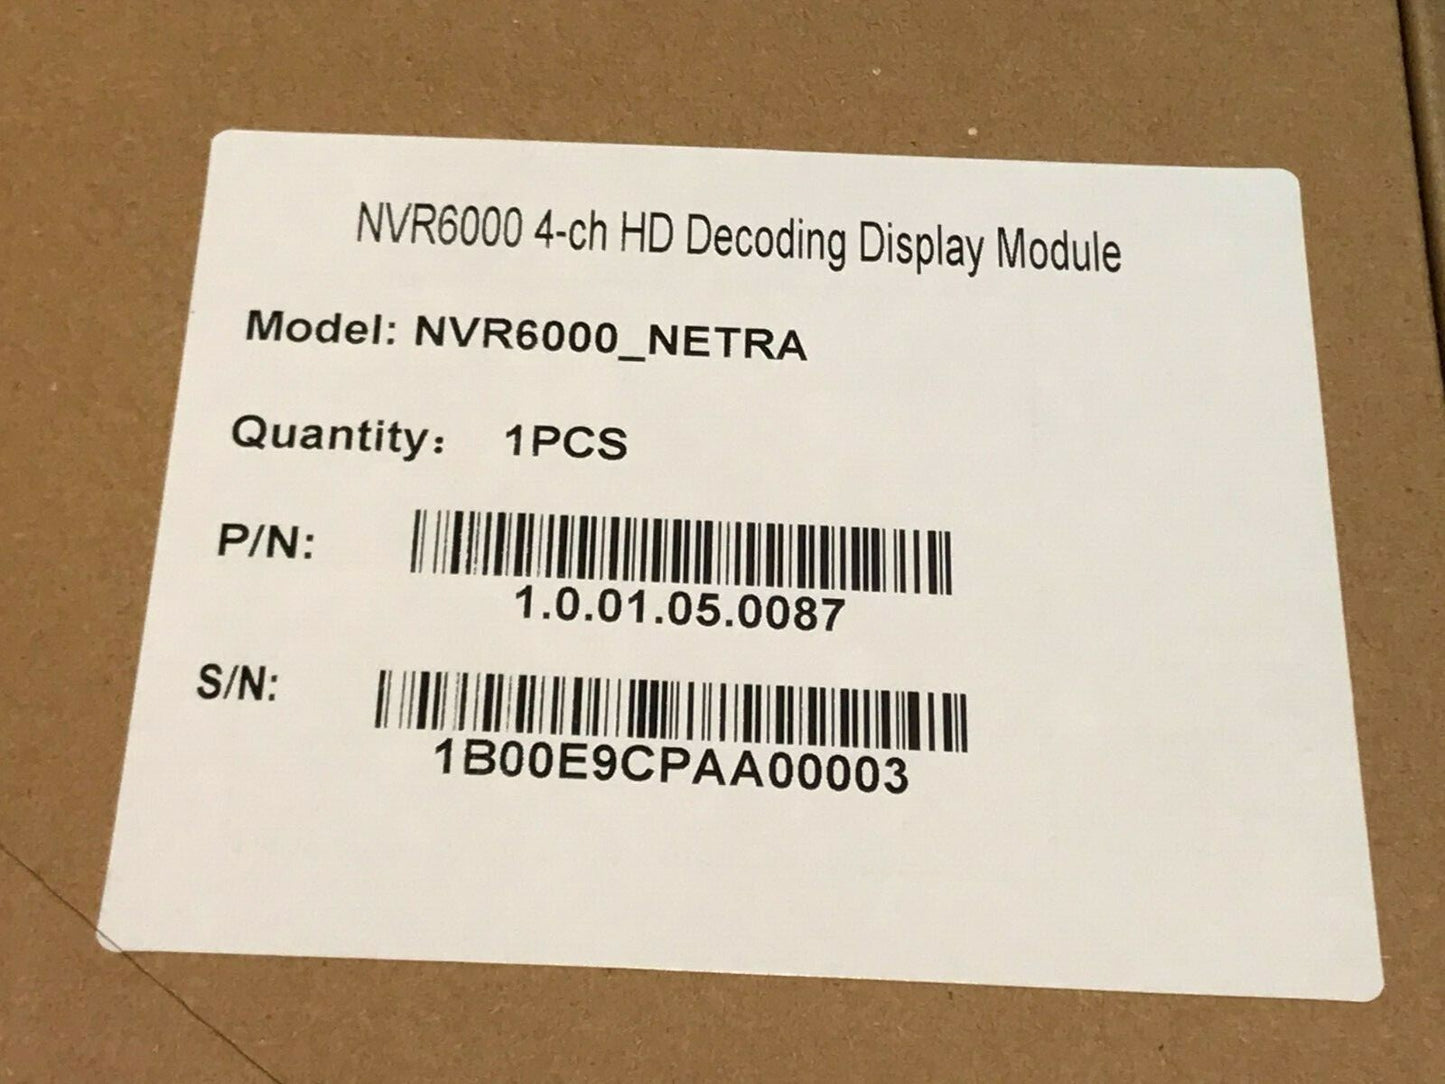 NVR6000 4-ch HD Decoding Display Module
Model: NVR6000_NETRA
Quantity: 1PCS
P/N:
1.0.01.05.0087
S/N:
1B00E9CPAA00003